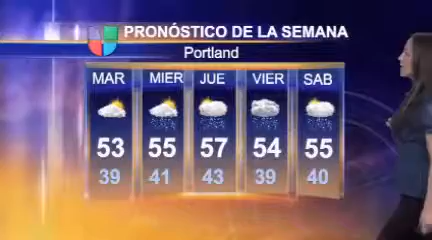 PRONÓSTICO DE LA SEMANA
Portland
MAR MIER JUE VIER SAB
53 55 57 54 55
39 41 43 39 40